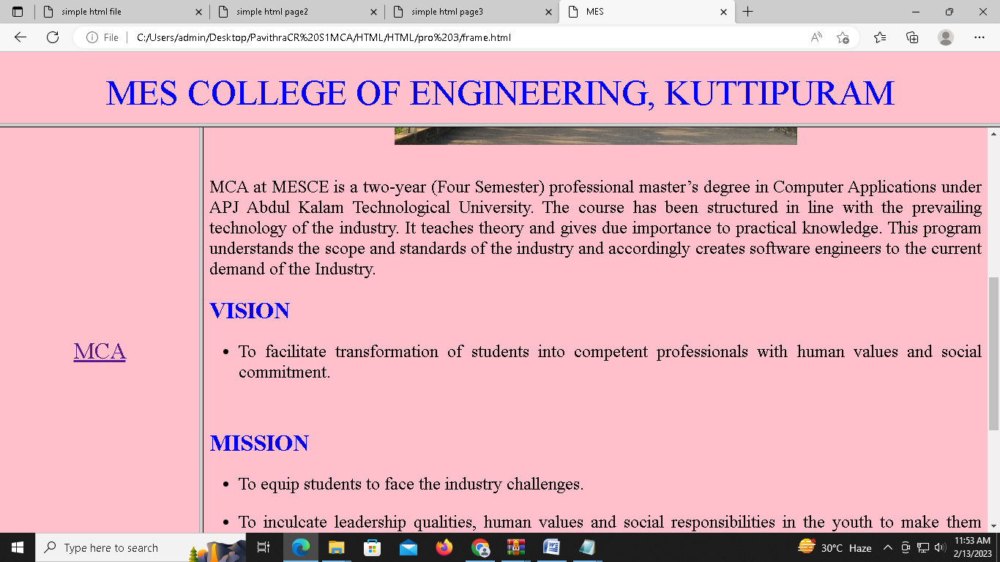 simple html file
simple html page2
simple html page3
MES
File
C:/Users/admin/Desktop/PavithraCR%20S1MCA/HTML/HTML/pro%203/frame.html
MES COLLEGE OF ENGINEERING, KUTTIPURAM
MCA at MESCE is a two-year (Four Semester) professional master’s degree in Computer Applications under
APJ Abdul Kalam Technological University. The course has been structured in line with the prevailing
technology of the industry. It teaches theory and gives due importance to practical knowledge. This program
understands the scope and standards of the industry and accordingly creates software engineers to the current
demand of the Industry.
VISION
MCA
• To facilitate transformation of students into competent professionals with human values and social
commitment.
MISSION
• To equip students to face the industry challenges.
• To inculcate leadership qualities, human values and social responsibilities in the youth to make them
Type here to search
30°C Haze
11:53 AM
2/13/2023